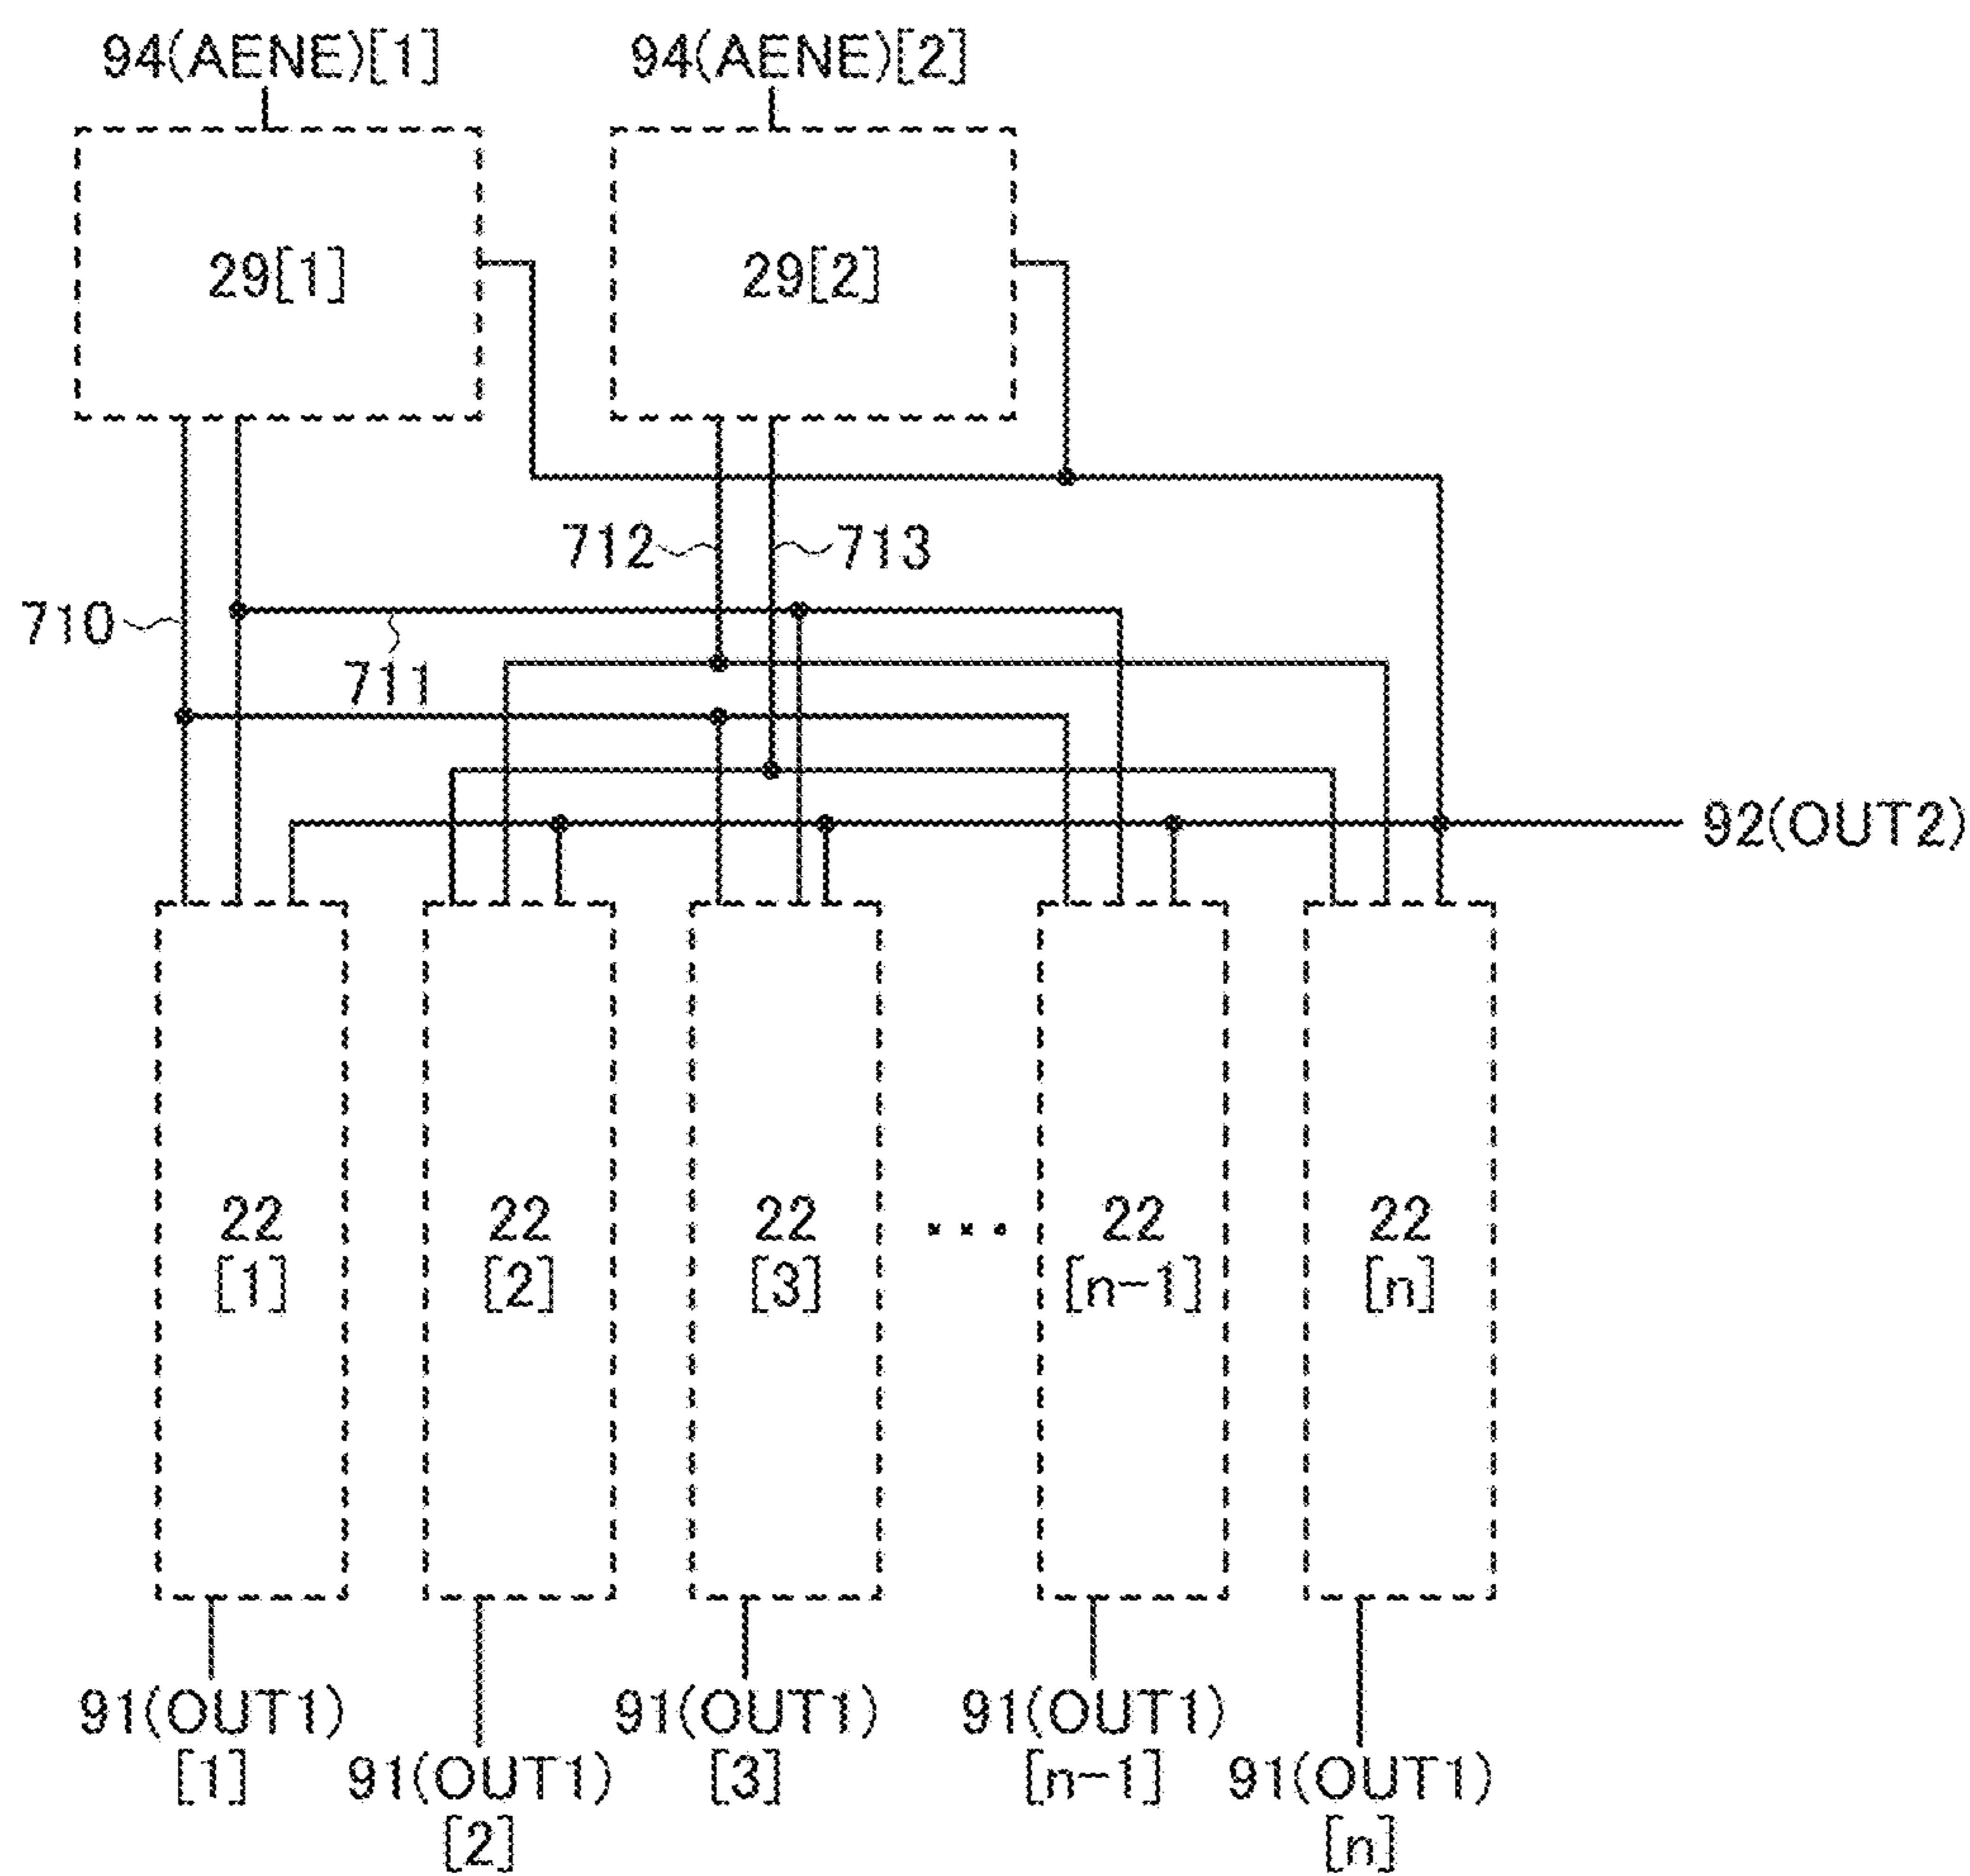 94(AENE)[1] 94(AENE)[2]
29[1] 29[2]
712 713
710
711
92(OUT2)
22 22 22 ... 22 22
[1] [2] [3] [n-1] [n]
91(OUT1) 91(OUT1) 91(OUT1)
[1] [3] [n-1]
91(OUT1) 91(OUT1)
[2] [n]